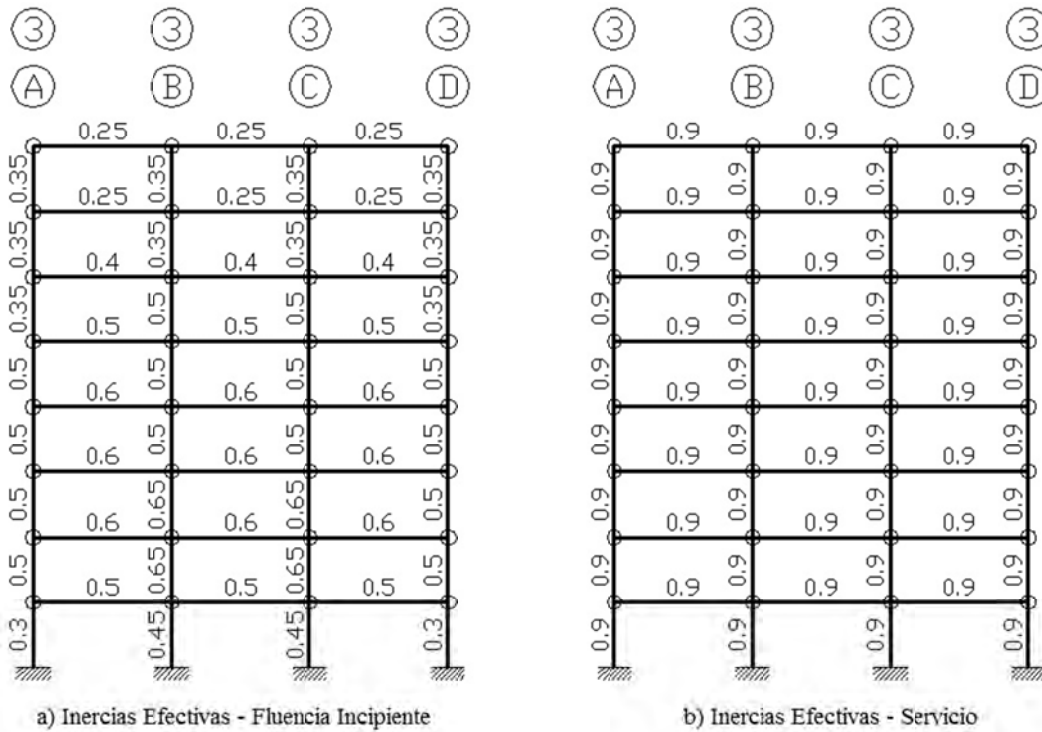 3 3 3 3
A B C D
0.25 0.25 0.25
0.35 0.35 0.35 0.35
0.25 0.25 0.25
0.35 0.35 0.35 0.35
0.4 0.4 0.4
0.35 0.5 0.5 0.35
0.5 0.5 0.5
0.5 0.5 0.5 0.5
0.6 0.6 0.6
0.5 0.5 0.5 0.5
0.6 0.6 0.6
0.5 0.65 0.65 0.5
0.6 0.6 0.6
0.5 0.65 0.65 0.5
0.5 0.5 0.5
0.3 0.45 0.45 0.3
a) Inercias Efectivas - Fluencia Incipiente
3 3 3 3
A B C D
0.9 0.9 0.9
0.9 0.9 0.9 0.9
0.9 0.9 0.9
0.9 0.9 0.9 0.9
0.9 0.9 0.9
0.9 0.9 0.9 0.9
0.9 0.9 0.9
0.9 0.9 0.9 0.9
0.9 0.9 0.9
0.9 0.9 0.9 0.9
0.9 0.9 0.9
0.9 0.9 0.9 0.9
0.9 0.9 0.9
0.9 0.9 0.9 0.9
0.9 0.9 0.9
0.9 0.9 0.9 0.9
b) Inercias Efectivas - Servicio